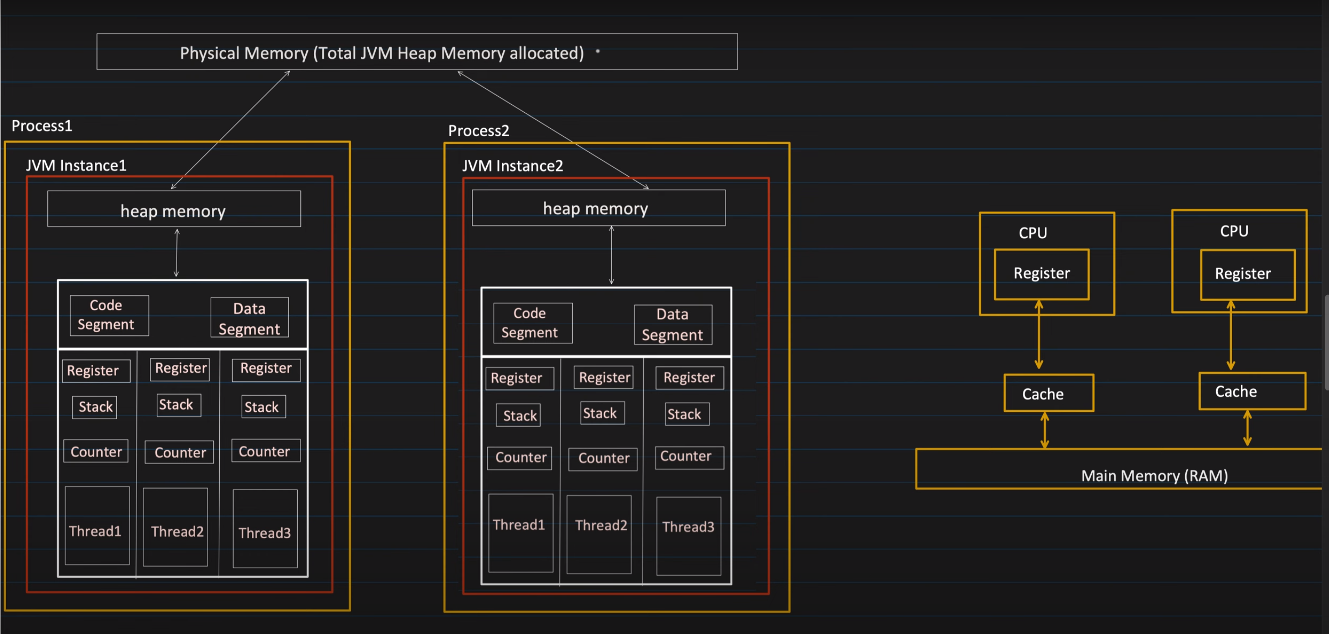 Physical Memory (Total JVM Heap Memory allocated)
Process1
JVM Instance1
heap memory
Code
Segment
Data
Segment
Register
Register
Register
Stack
Stack
Stack
Counter
Counter
Counter
Thread1
Thread2
Thread3
Process2
JVM Instance2
heap memory
Code
Segment
Data
Segment
Register
Register
Register
Stack
Stack
Stack
Counter
Counter
Counter
Thread1
Thread2
Thread3
CPU
Register
Cache
CPU
Register
Cache
Main Memory (RAM)